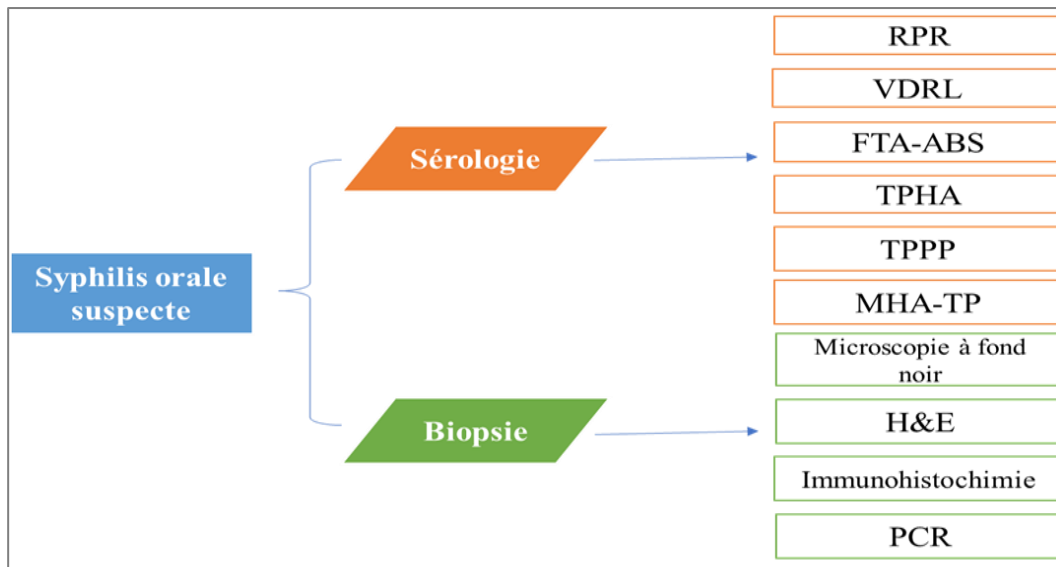 Syphilis orale
suspecte
Sérologie
RPR
VDRL
FTA-ABS
TPHA
TPPP
MHA-TP
Biopsie
Microscopie à fond
noir
H&E
Immunohistochimie
PCR